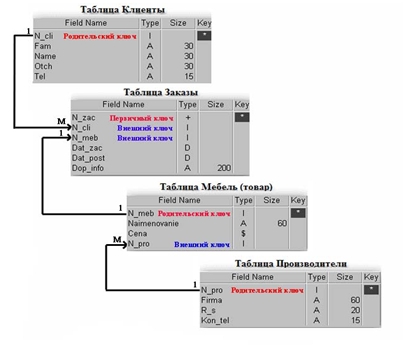 Таблица Клиенты
Field Name Type Size Key
N_cli Родительский ключ I *
Fam A 30
Name A 30
Otch A 30
Tel A 15
1
Таблица Заказы
Field Name Type Size Key
N_zac Первичный ключ + *
M N_cli Внешний ключ I
1 N_meb Внешний ключ I
Dat_zac D
Dat_post D
Dop_info A 200
Таблица Мебель (товар)
Field Name Type Size Key
1 N_meb Родительский ключ I *
Naimenovanie A 60
Cena $
M N_pro Внешний ключ I
Таблица Производители
Field Name Type Size Key
1 N_pro Родительский ключ I *
Firma A 60
R_s A 20
Kon_tel A 15